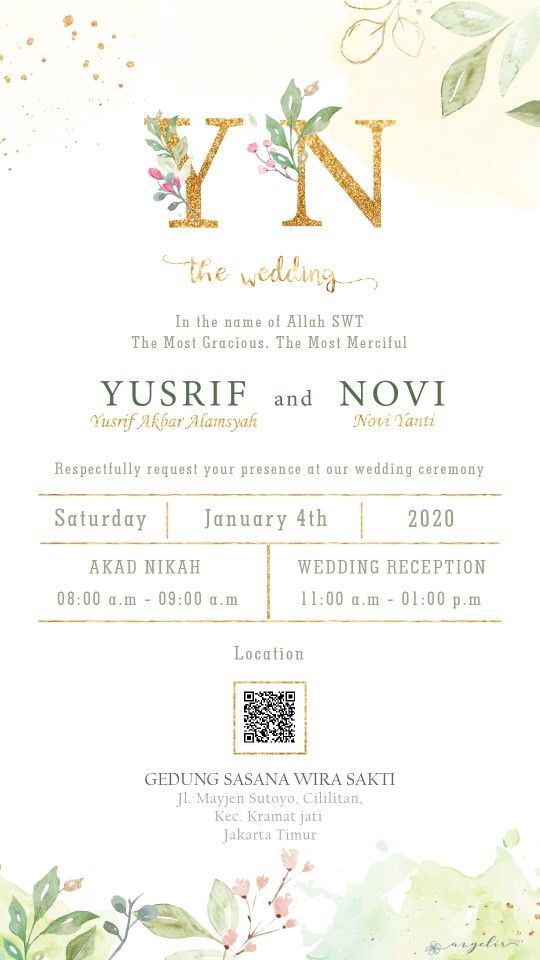 Y N
the wedding
In the name of Allah SWT
The Most Gracious. The Most Merciful
YUSRIF and NOVI
Yusrif Akbar Alamsyah Novi Yanti
Respectfully request your presence at our wedding ceremony
Saturday January 4th 2020
AKAD NIKAH WEDDING RECEPTION
08:00 a.m - 09:00 a.m 11:00 a.m - 01:00 p.m
Location
GEDUNG SASANA WIRA SAKTI
Jl. Mayjen Sutoyo, Cililitan,
Kec. Kramat jati
Jakarta Timur